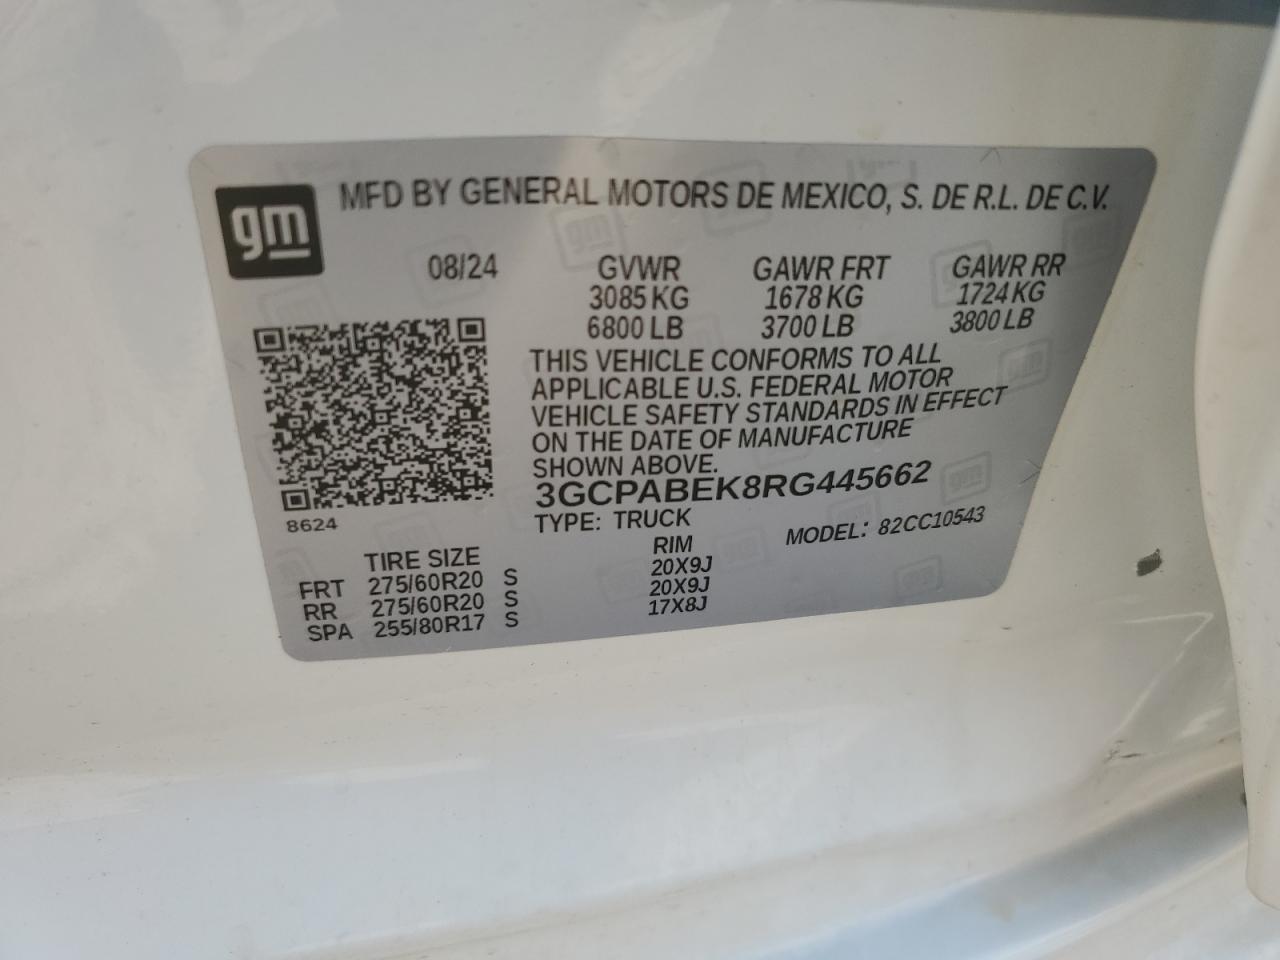 gm
MFD BY GENERAL MOTORS DE MEXICO, S. DE R.L. DE C.V.
08/24 GVWR GAWR FRT GAWR RR
3085 KG 1678 KG 1724 KG
6800 LB 3700 LB 3800 LB
THIS VEHICLE CONFORMS TO ALL
APPLICABLE U.S. FEDERAL MOTOR
VEHICLE SAFETY STANDARDS IN EFFECT
ON THE DATE OF MANUFACTURE
SHOWN ABOVE.
3GCPABEK8RG445662
8624 TYPE: TRUCK MODEL: 82CC10543
TIRE SIZE RIM
FRT 275/60R20 S 20X9J
RR 275/60R20 S 20X9J
SPA 255/80R17 S 17X8J